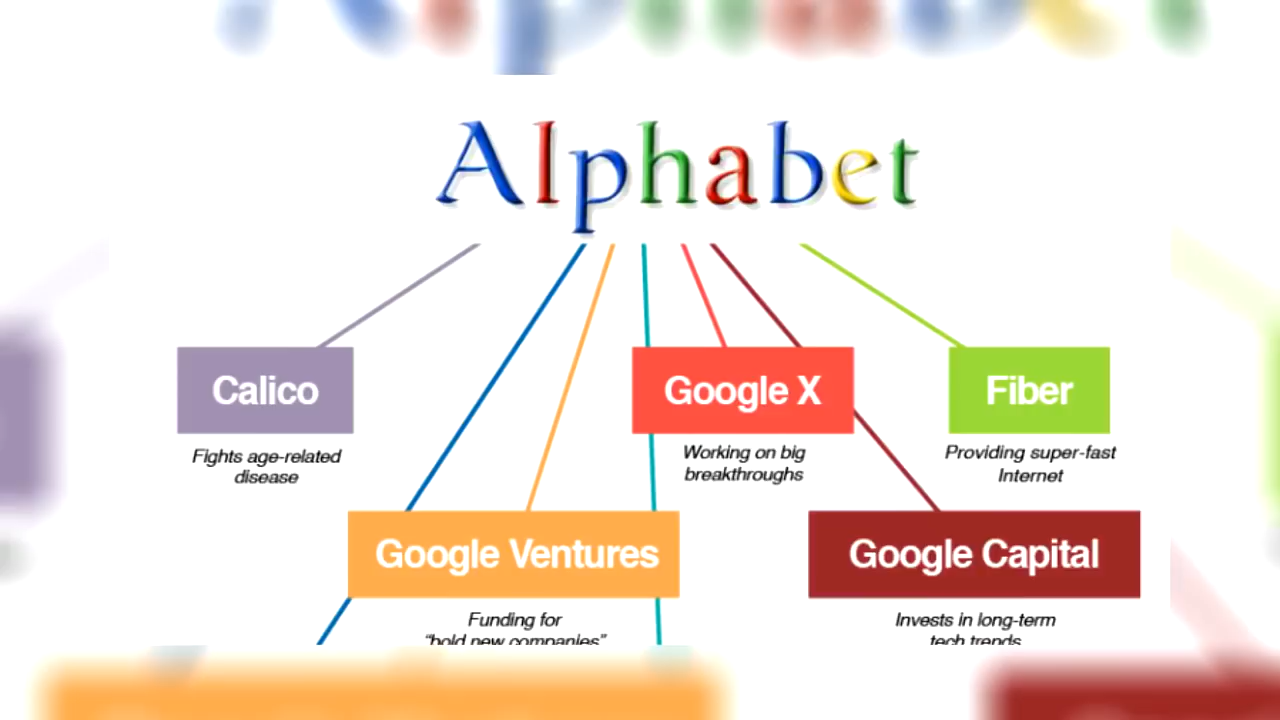 Alphabet
Calico
Google X
Fiber
Fights age-related
disease
Working on big
breakthroughs
Providing super-fast
Internet
Google Ventures
Google Capital
Funding for
“bold new companies”
Invests in long-term
tech trends